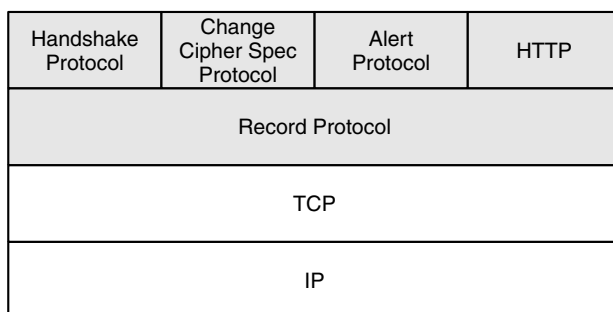 Handshake
Protocol
Change
Cipher Spec
Protocol
Alert
Protocol
HTTP
Record Protocol
TCP
IP